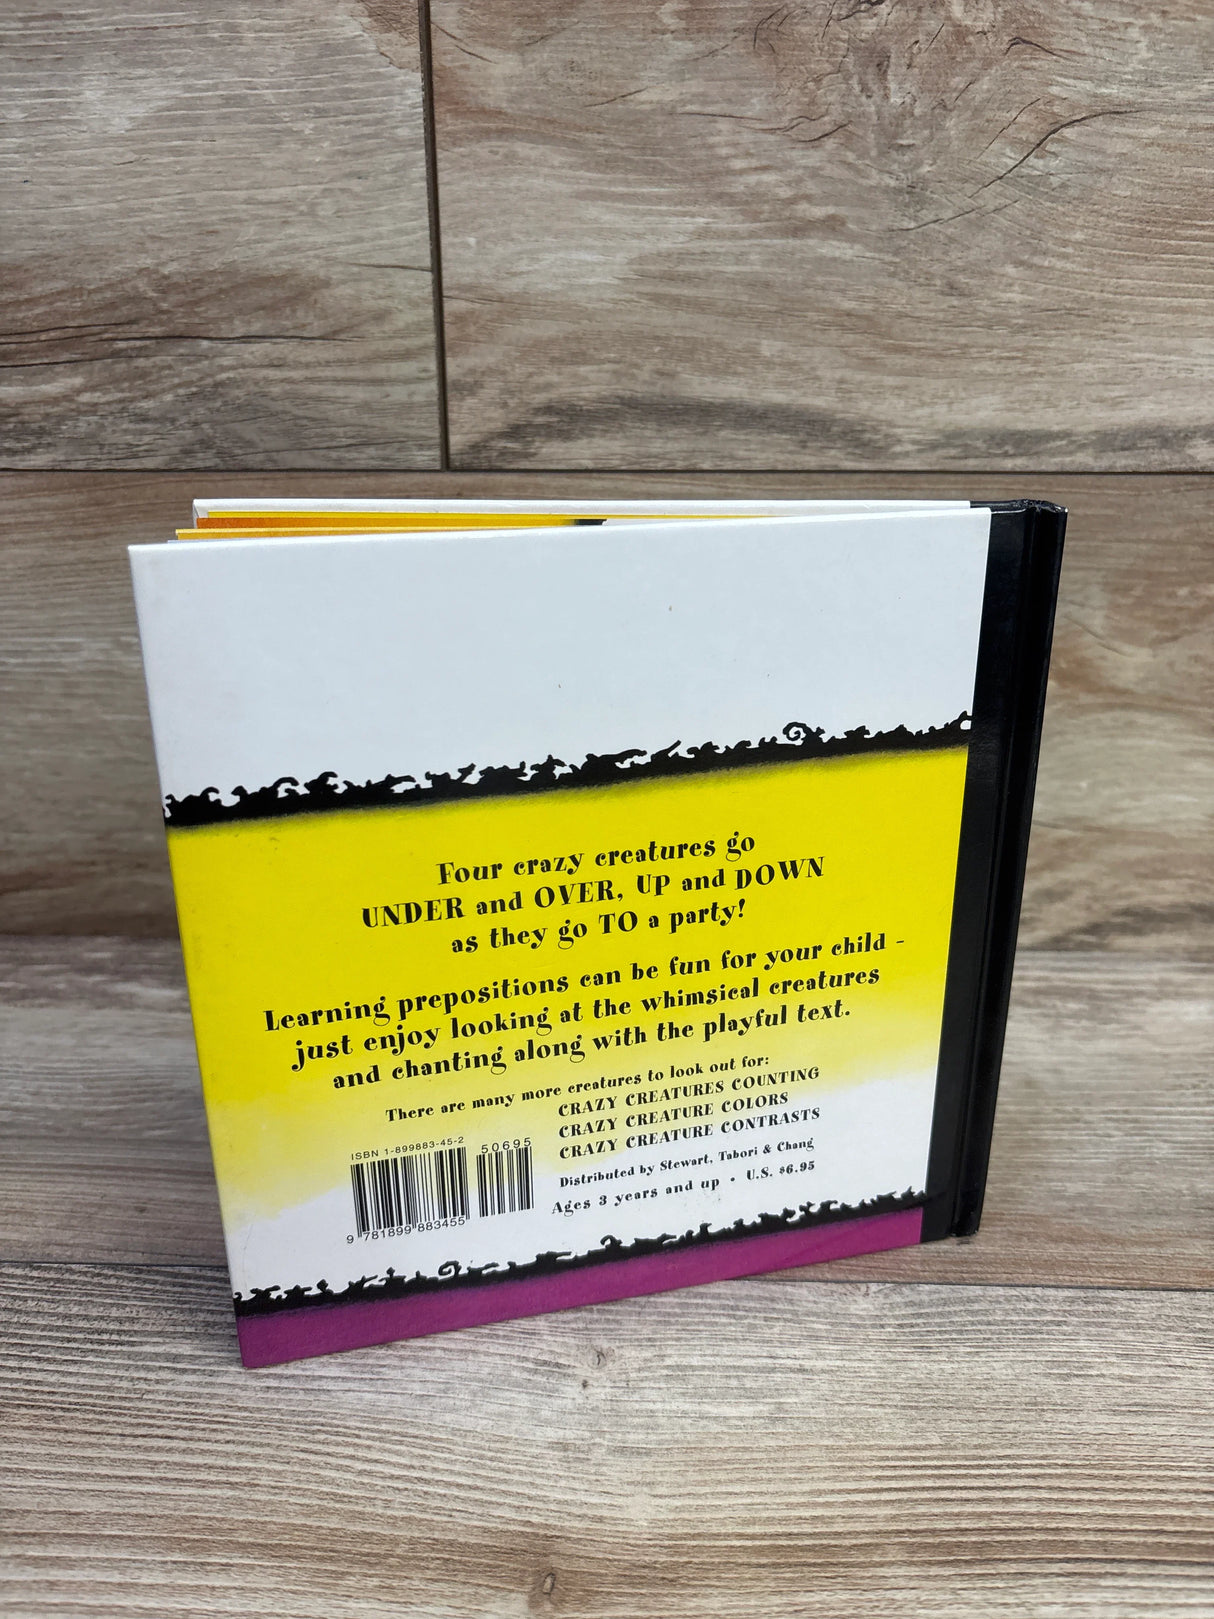 Four crazy creatures go
UNDER and OVER, UP and DOWN
as they go TO a party!
Learning prepositions can be fun for your child -
just enjoy looking at the whimsical creatures
and chanting along with the playful text.
There are many more creatures to look out for:
CRAZY CREATURES COUNTING
CRAZY CREATURE COLORS
CRAZY CREATURE CONTRASTS
Distributed by Stewart, Tabori & Chang
Ages 3 years and up • U.S. $6.95
ISBN 1-899883-45-2
50695
9 781899 883455